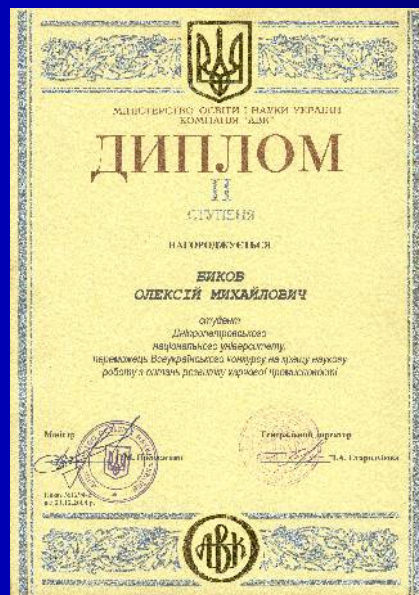 МІНІСТЕРСТВО ОСВІТИ І НАУКИ УКРАЇНИ
КОМПАНІЯ "АВК"
ДИПЛОМ
II
СТУПЕНЯ
НАГОРОДЖУЄТЬСЯ
БИКОВ
ОЛЕКСІЙ МИХАЙЛОВИЧ
студент
Дніпропетровського
національного університету,
переможець Всеукраїнського конкурсу на кращу наукову
роботу з питань розвитку харчової промисловості
Міністр
Генеральний директор
АВК